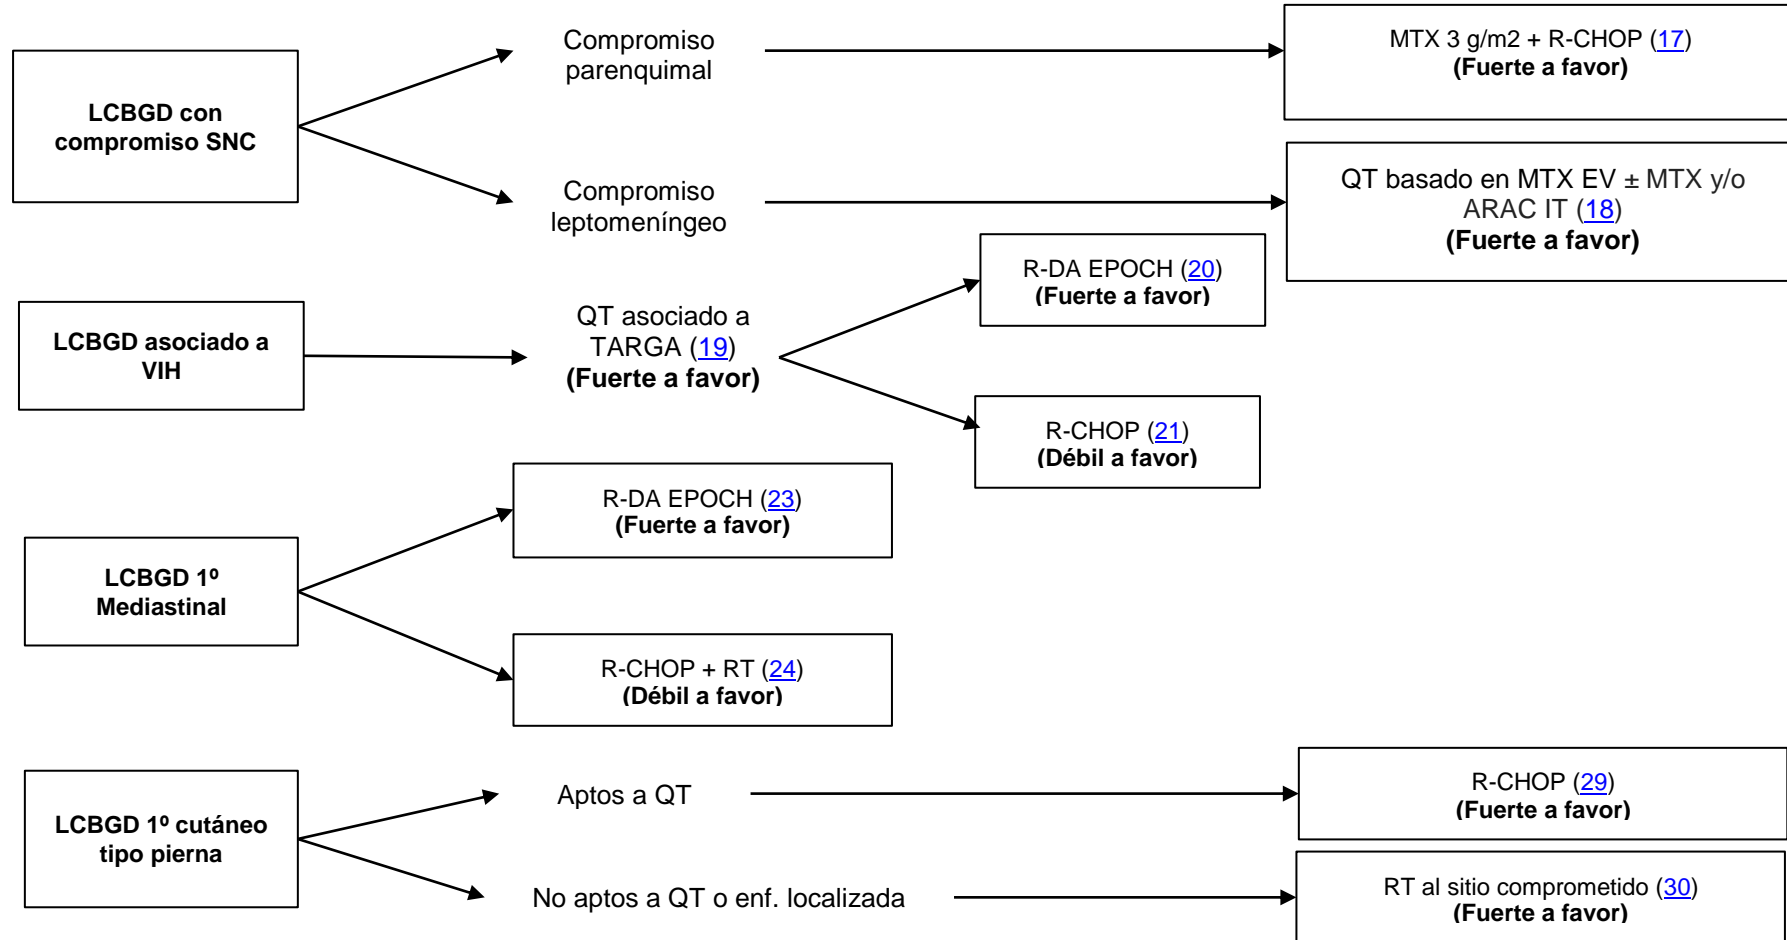 LCBGD con
compromiso SNC
Compromiso
parenquimal
MTX 3 g/m2 + R-CHOP (17)
(Fuerte a favor)
Compromiso
leptomeníngeo
QT basado en MTX EV ± MTX y/o
ARAC IT (18)
(Fuerte a favor)
LCBGD asociado a
VIH
QT asociado a
TARGA (19)
(Fuerte a favor)
R-DA EPOCH (20)
(Fuerte a favor)
R-CHOP (21)
(Débil a favor)
LCBGD 1º
Mediastinal
R-DA EPOCH (23)
(Fuerte a favor)
R-CHOP + RT (24)
(Débil a favor)
LCBGD 1º cutáneo
tipo pierna
Aptos a QT
R-CHOP (29)
(Fuerte a favor)
No aptos a QT o enf. localizada
RT al sitio comprometido (30)
(Fuerte a favor)